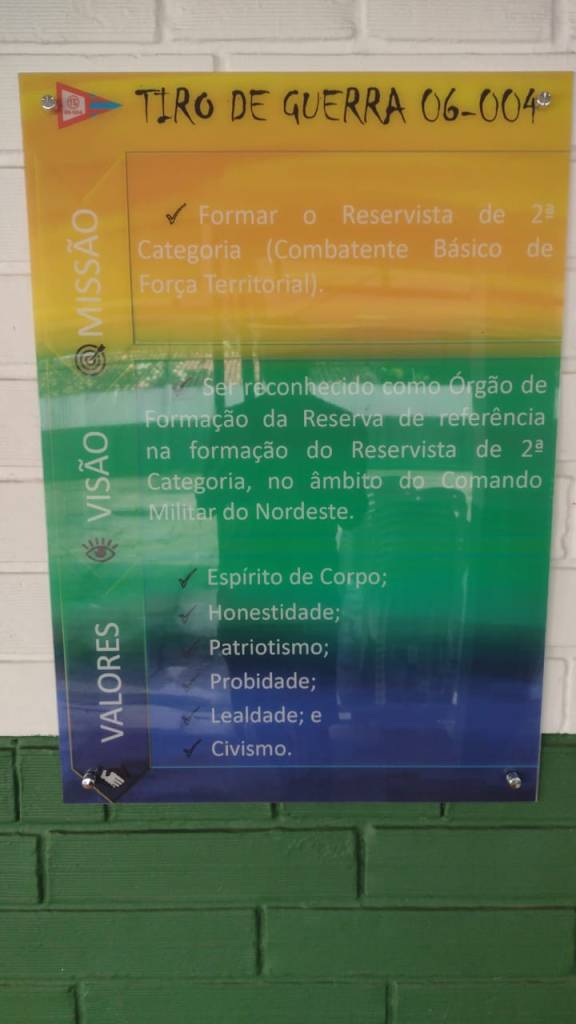 TIRO DE GUERRA 06-004
MISSÃO
Formar o Reservista de 2ª
Categoria (Combatente Básico de
Força Territorial).
VISÃO
Ser reconhecido como Órgão de
Formação da Reserva de referência
na formação do Reservista de 2ª
Categoria, no âmbito do Comando
Militar do Nordeste.
VALORES
Espírito de Corpo;
Honestidade;
Patriotismo;
Probidade;
Lealdade; e
Civismo.